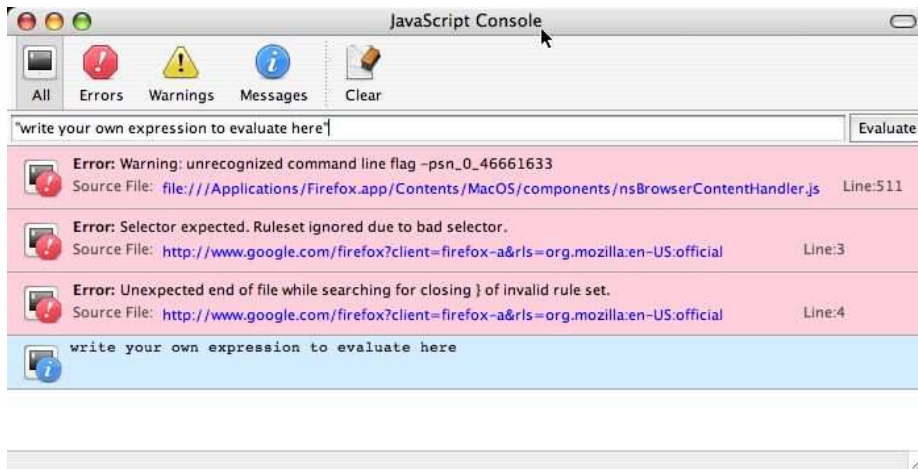 JavaScript Console
All Errors Warnings Messages Clear
"write your own expression to evaluate here" Evaluate
Error: Warning: unrecognized command line flag -psn_0_46661633
Source File: file:///Applications/Firefox.app/Contents/MacOS/components/nsBrowserContentHandler.js Line:511
Error: Selector expected. Ruleset ignored due to bad selector.
Source File: http://www.google.com/firefox?client=firefox-a&rls=org.mozilla:en-US:official Line:3
Error: Unexpected end of file while searching for closing } of invalid rule set.
Source File: http://www.google.com/firefox?client=firefox-a&rls=org.mozilla:en-US:official Line:4
write your own expression to evaluate here